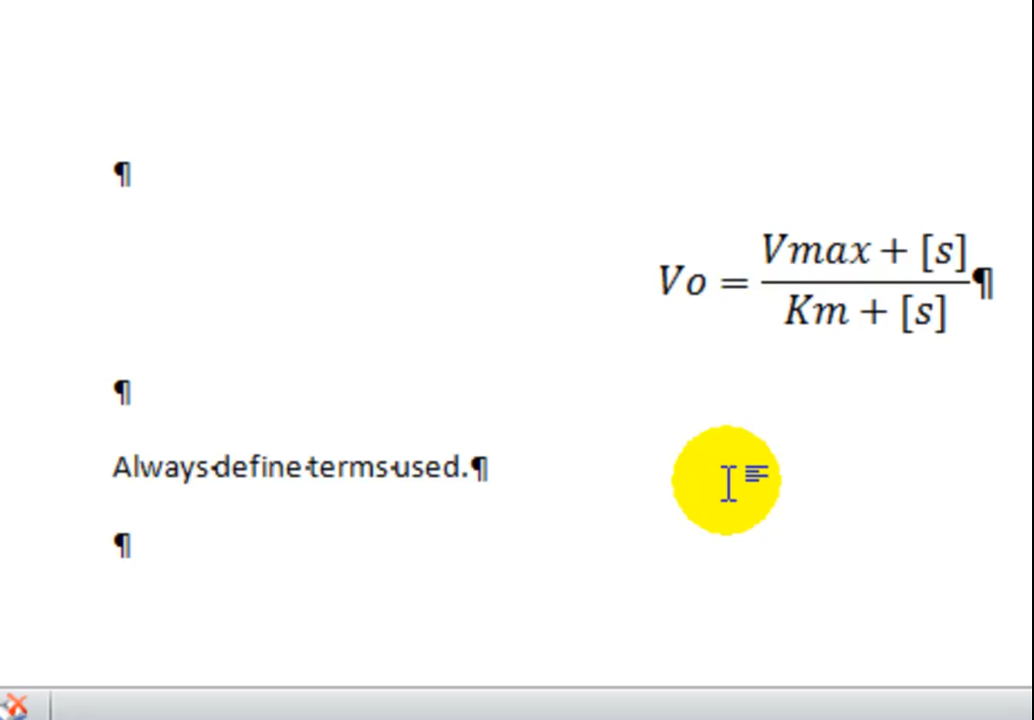 ¶
Vo = Vmax + [s] / Km + [s] ¶
¶
Always·define·terms·used.¶
¶